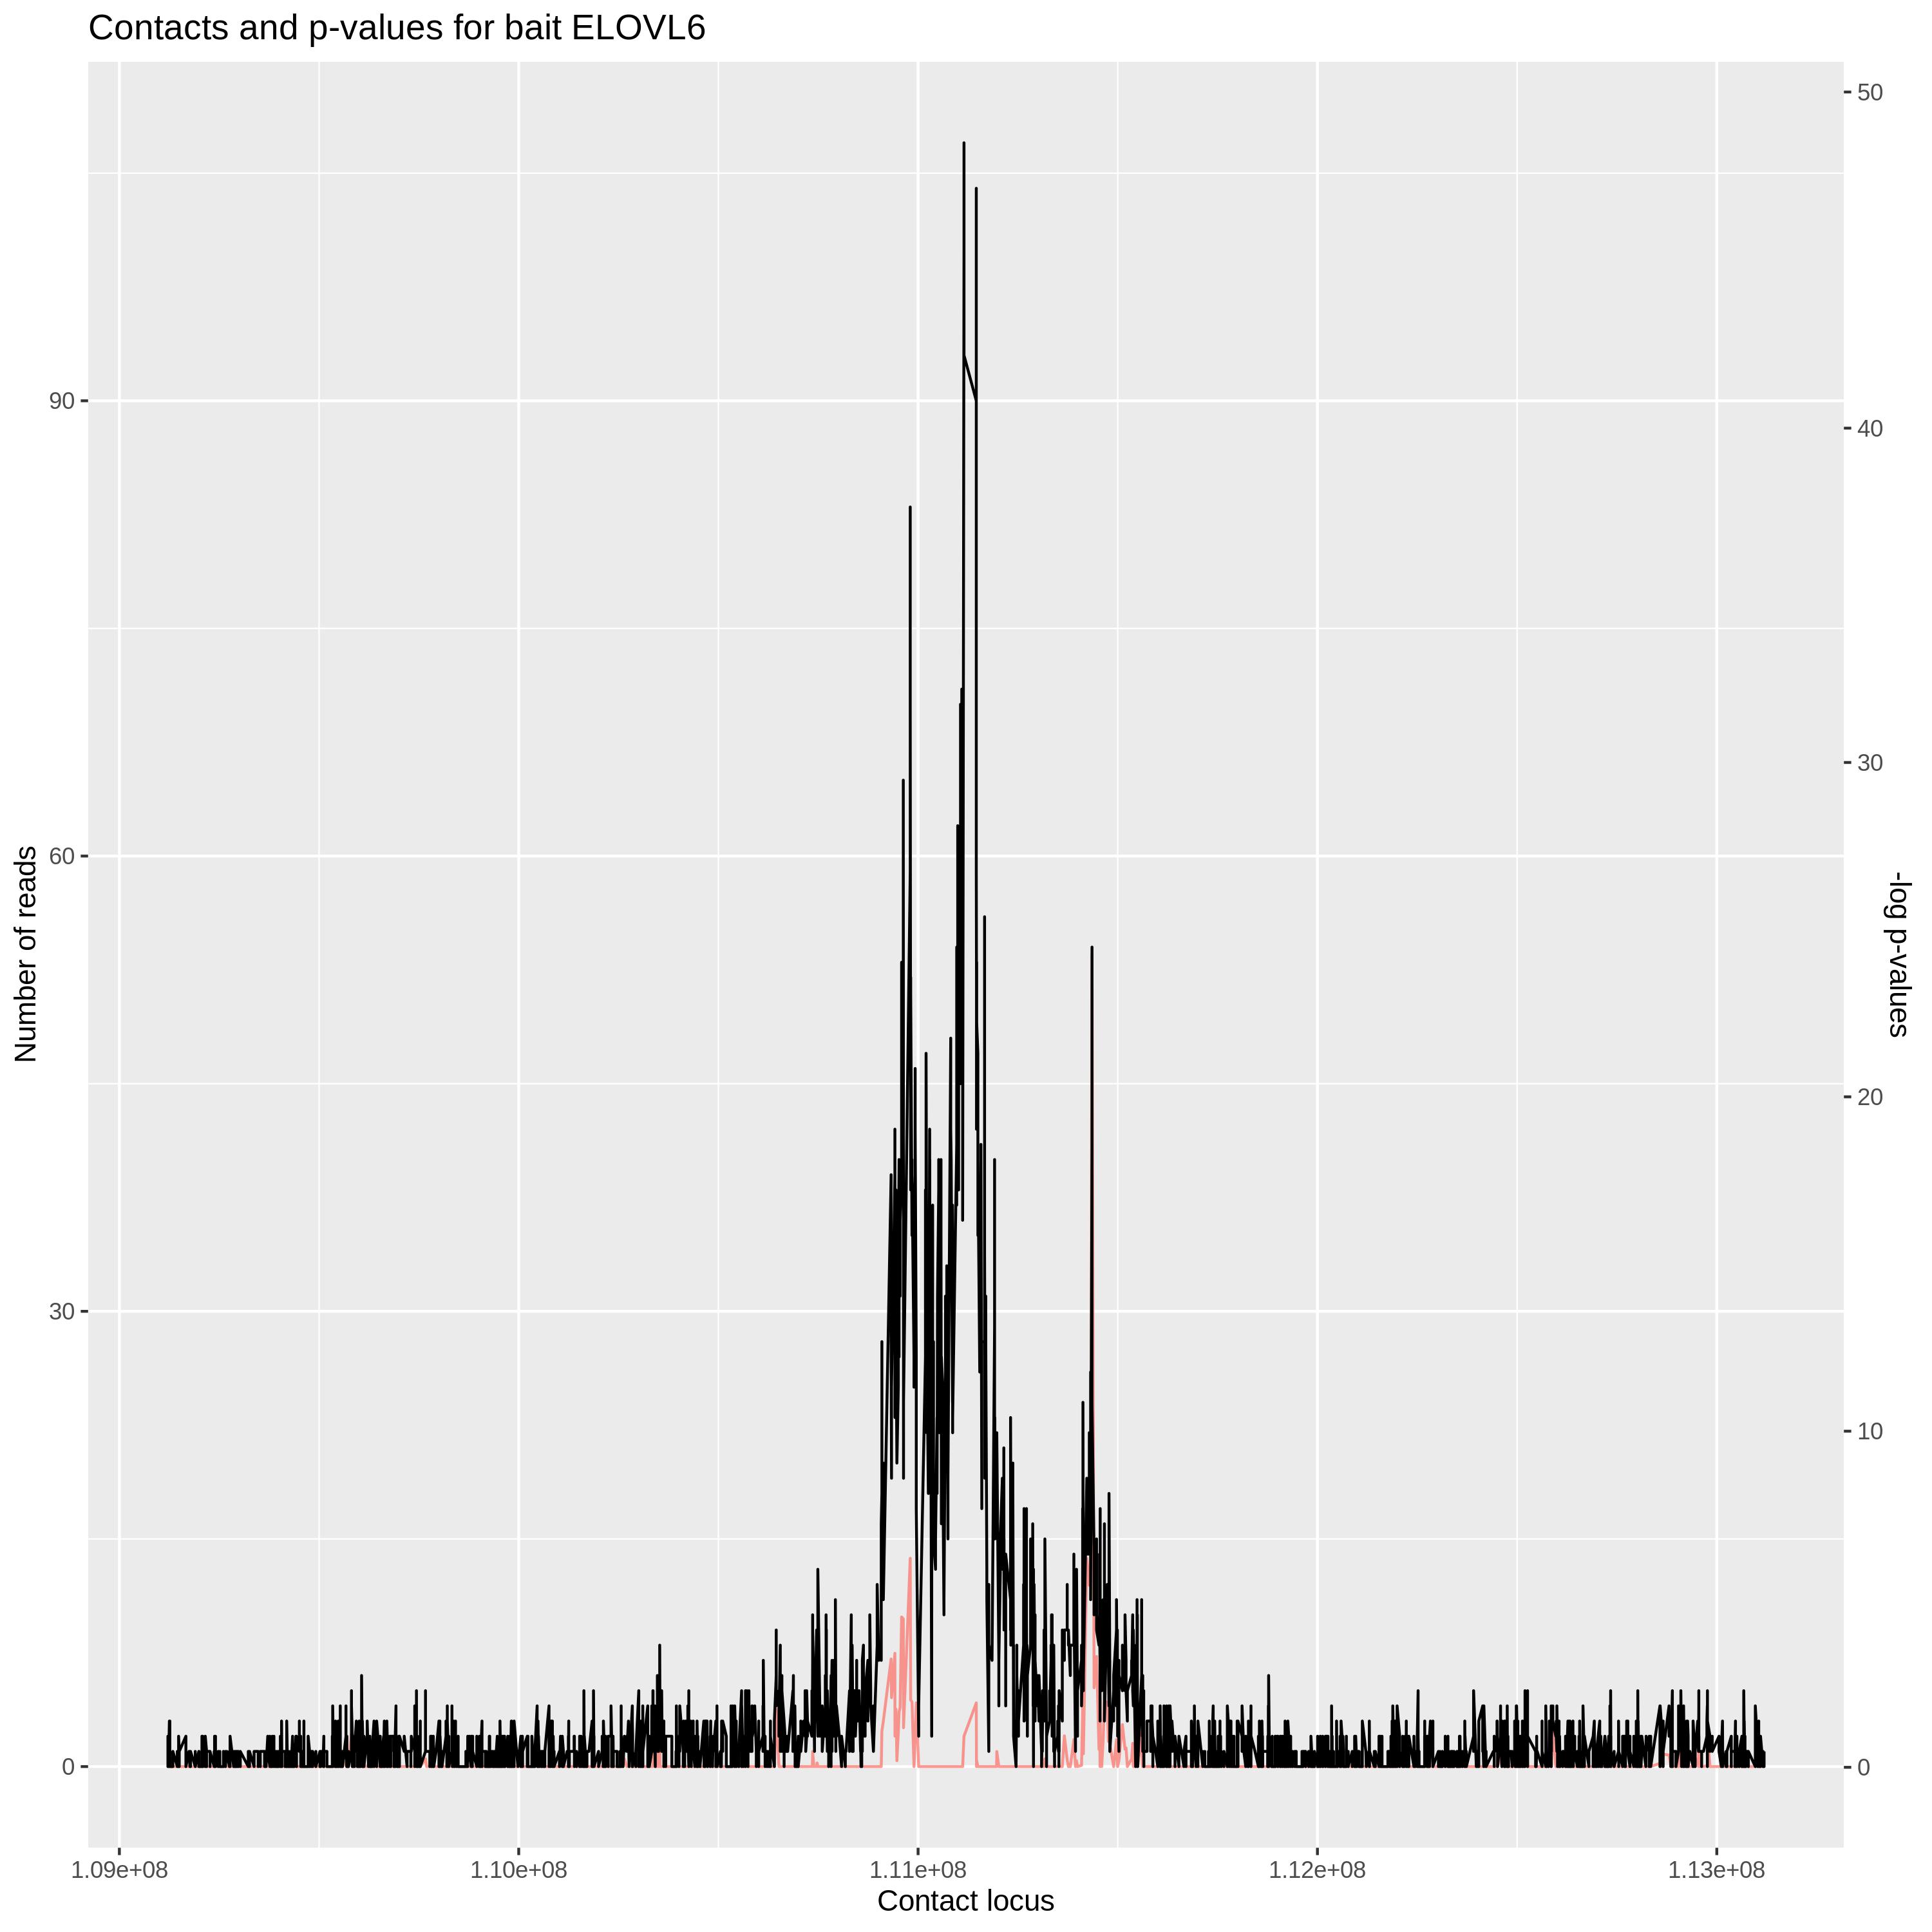 Contacts and p-values for bait ELOVL6
50
40
30
20
10
0
90
60
30
0
Number of reads
-log p-values
1.09e+08 1.10e+08 1.11e+08 1.12e+08 1.13e+08
Contact locus